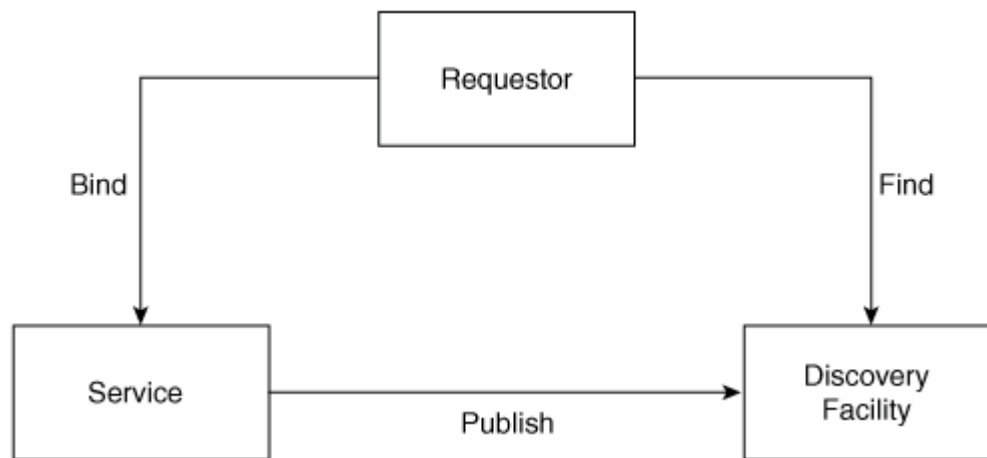 Requestor
Bind
Find
Service
Publish
Discovery
Facility